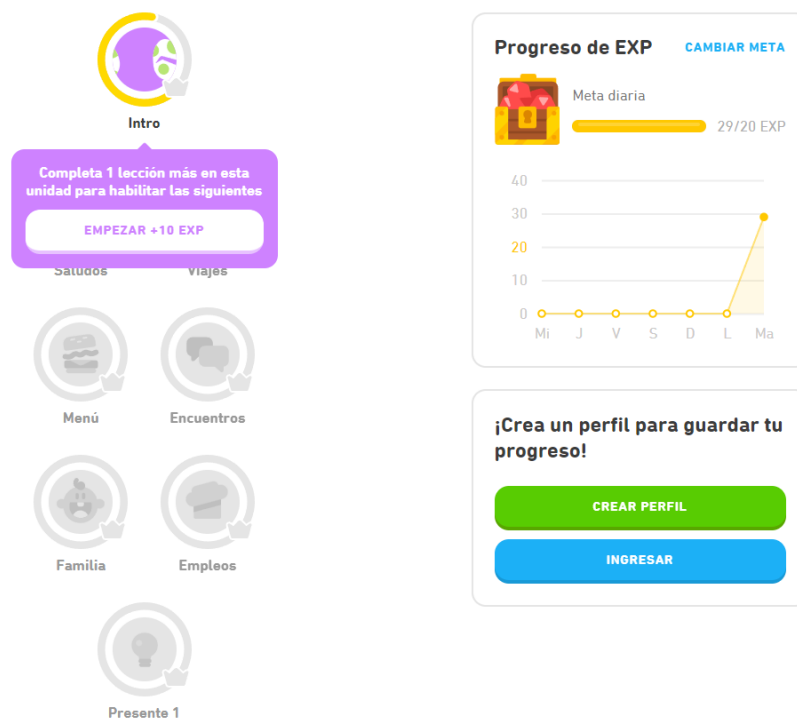 Intro
Completa 1 lección más en esta
unidad para habilitar las siguientes
EMPEZAR +10 EXP
Saludos
Viajes
Menú
Encuentros
Familia
Empleos
Presente 1
Progreso de EXP
CAMBIAR META
Meta diaria
29/20 EXP
40
30
20
10
0
Mi J V S D L Ma
¡Crea un perfil para guardar tu
progreso!
CREAR PERFIL
INGRESAR